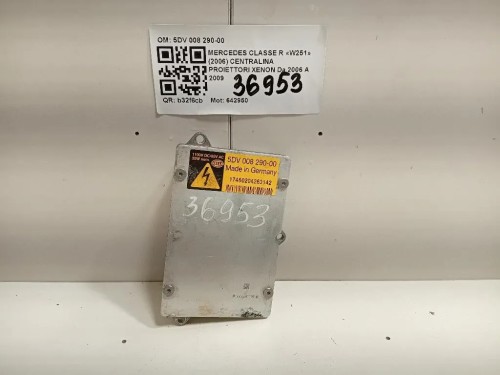 OM: 5DV 008 290-00
MERCEDES CLASSE R «W251»
(2006) CENTRALINA
PROIETTORI XENON Da 2006 A
2009
36953
QR: b32f6cb Mot: 642950
5DV 008 290-00
Made in Germany
36953